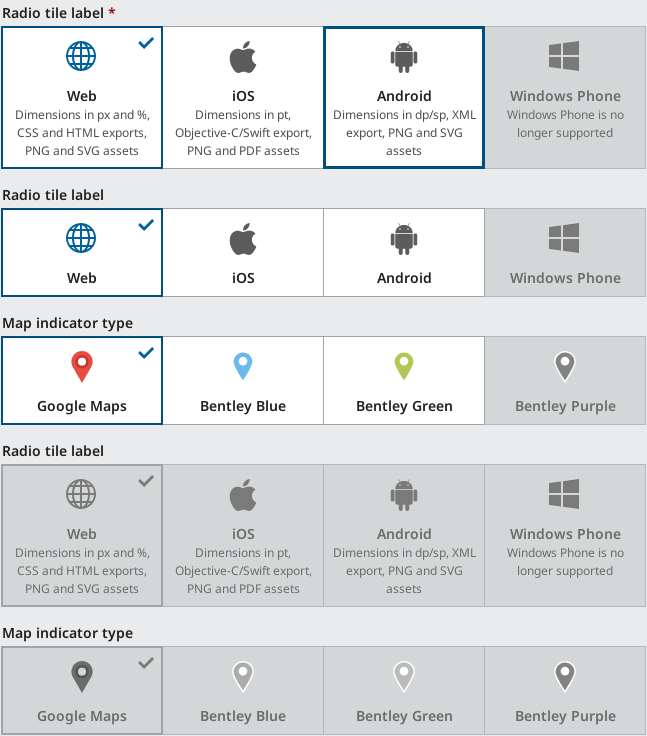 Radio tile label *
Web
Dimensions in px and %,
CSS and HTML exports,
PNG and SVG assets
iOS
Dimensions in pt,
Objective-C/Swift export,
PNG and PDF assets
Android
Dimensions in dp/sp, XML
export, PNG and SVG
assets
Windows Phone
Windows Phone is no
longer supported
Radio tile label
Web
iOS
Android
Windows Phone
Map indicator type
Google Maps
Bentley Blue
Bentley Green
Bentley Purple
Radio tile label
Web
Dimensions in px and %,
CSS and HTML exports,
PNG and SVG assets
iOS
Dimensions in pt,
Objective-C/Swift export,
PNG and PDF assets
Android
Dimensions in dp/sp, XML
export, PNG and SVG
assets
Windows Phone
Windows Phone is no
longer supported
Map indicator type
Google Maps
Bentley Blue
Bentley Green
Bentley Purple